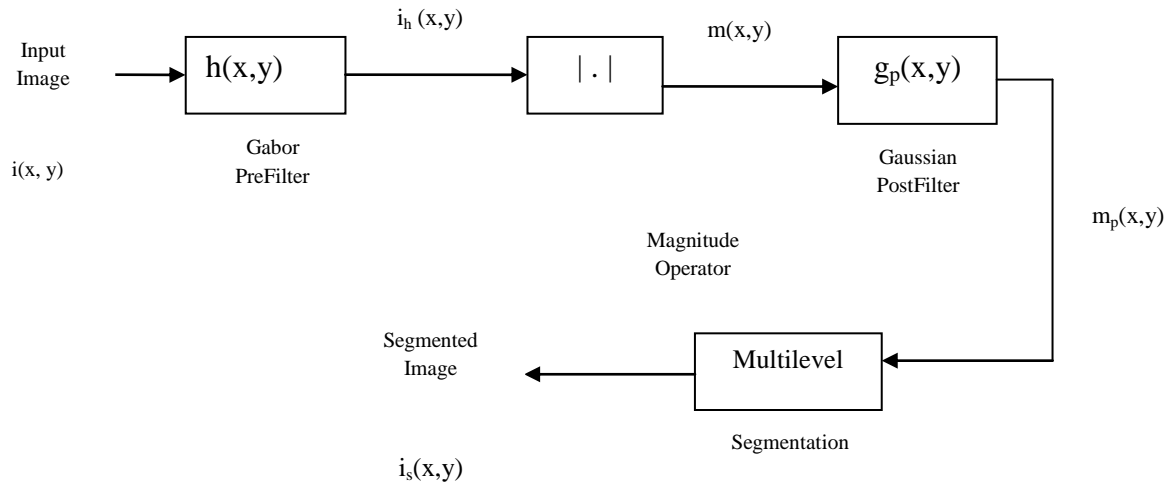 Input
Image
i(x, y)
h(x,y)
Gabor
PreFilter
i_h (x,y)
| . |
m(x,y)
g_p(x,y)
Gaussian
PostFilter
m_p(x,y)
Magnitude
Operator
Multilevel
Segmentation
Segmented
Image
i_s(x,y)